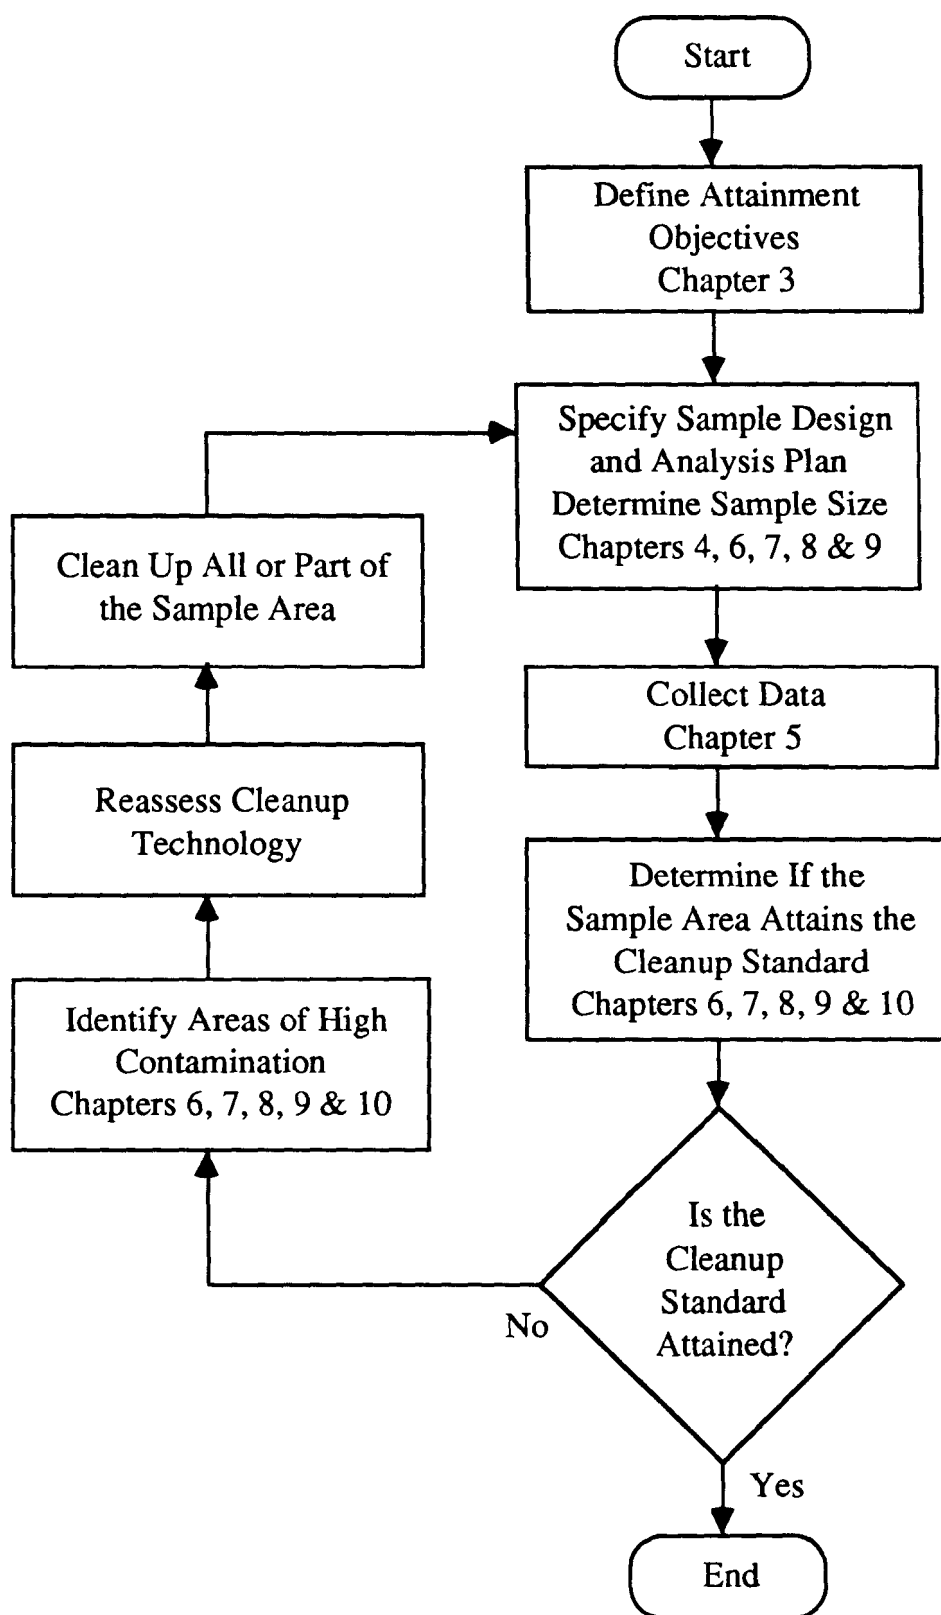 Start
Define Attainment
Objectives
Chapter 3
Specify Sample Design
and Analysis Plan
Determine Sample Size
Chapters 4, 6, 7, 8 & 9
Clean Up All or Part of
the Sample Area
Collect Data
Chapter 5
Reassess Cleanup
Technology
Determine If the
Sample Area Attains the
Cleanup Standard
Chapters 6, 7, 8, 9 & 10
Identify Areas of High
Contamination
Chapters 6, 7, 8, 9 & 10
Is the
Cleanup
Standard
Attained?
No
Yes
End